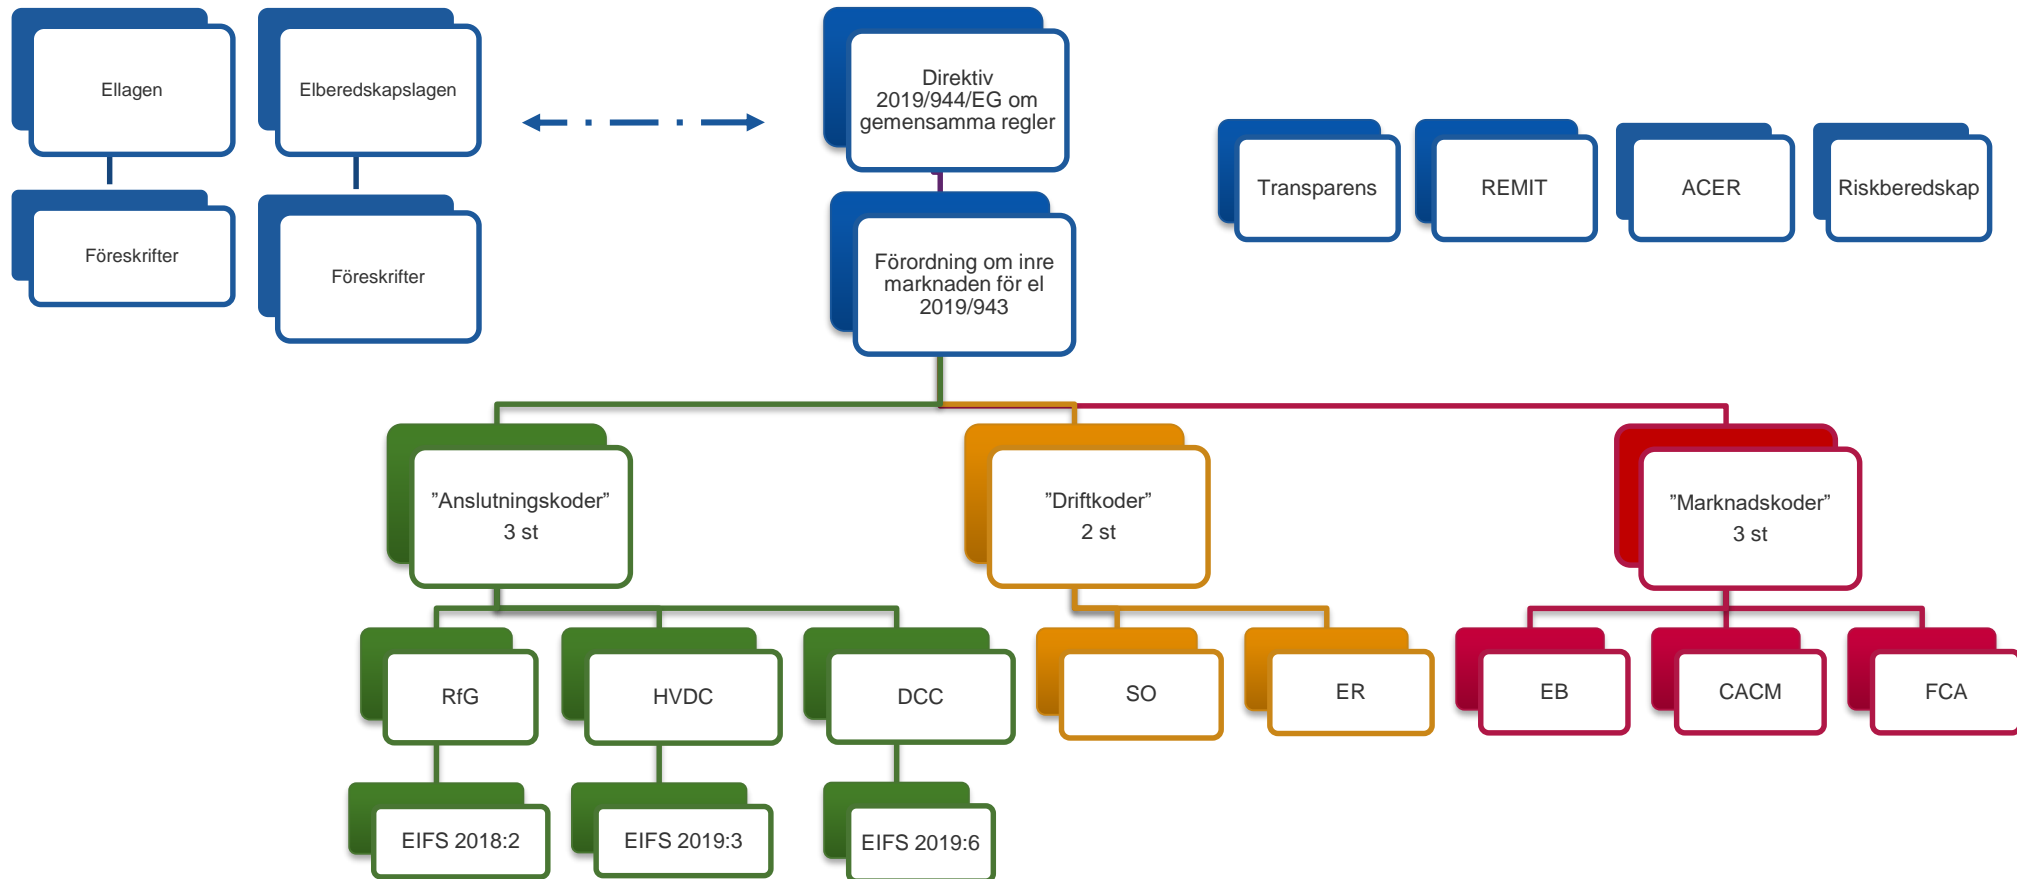 Ellagen
Elberedskapslagen
Direktiv
2019/944/EG om
gemensamma regler
Transparens
REMIT
ACER
Riskberedskap
Föreskrifter
Föreskrifter
Förordning om inre
marknaden för el
2019/943
”Anslutningskoder”
3 st
”Driftkoder”
2 st
”Marknadskoder”
3 st
RfG
HVDC
DCC
SO
ER
EB
CACM
FCA
EIFS 2018:2
EIFS 2019:3
EIFS 2019:6